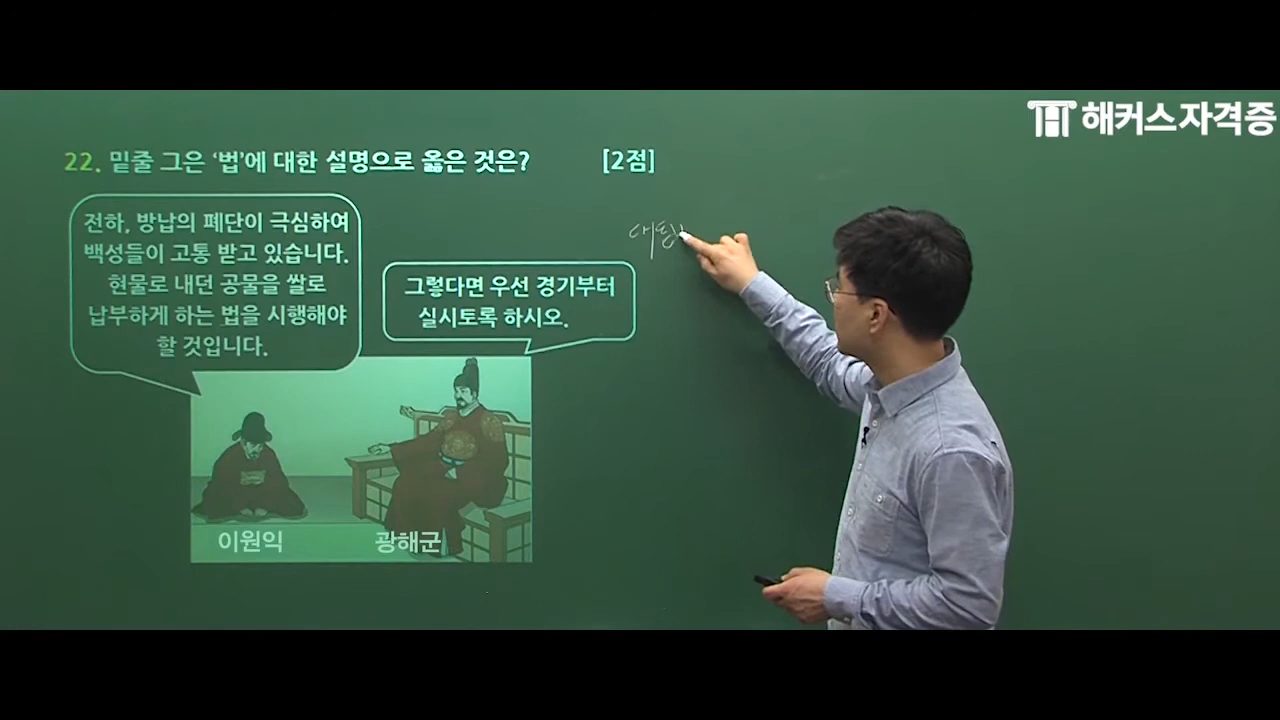 해커스자격증
22. 밑줄 그은 '법'에 대한 설명으로 옳은 것은? [2점]
전하, 방납의 폐단이 극심하여
백성들이 고통 받고 있습니다.
현물로 내던 공물을 쌀로
납부하게 하는 법을 시행해야
할 것입니다.
그렇다면 우선 경기부터
실시토록 하시오.
이원익
광해군